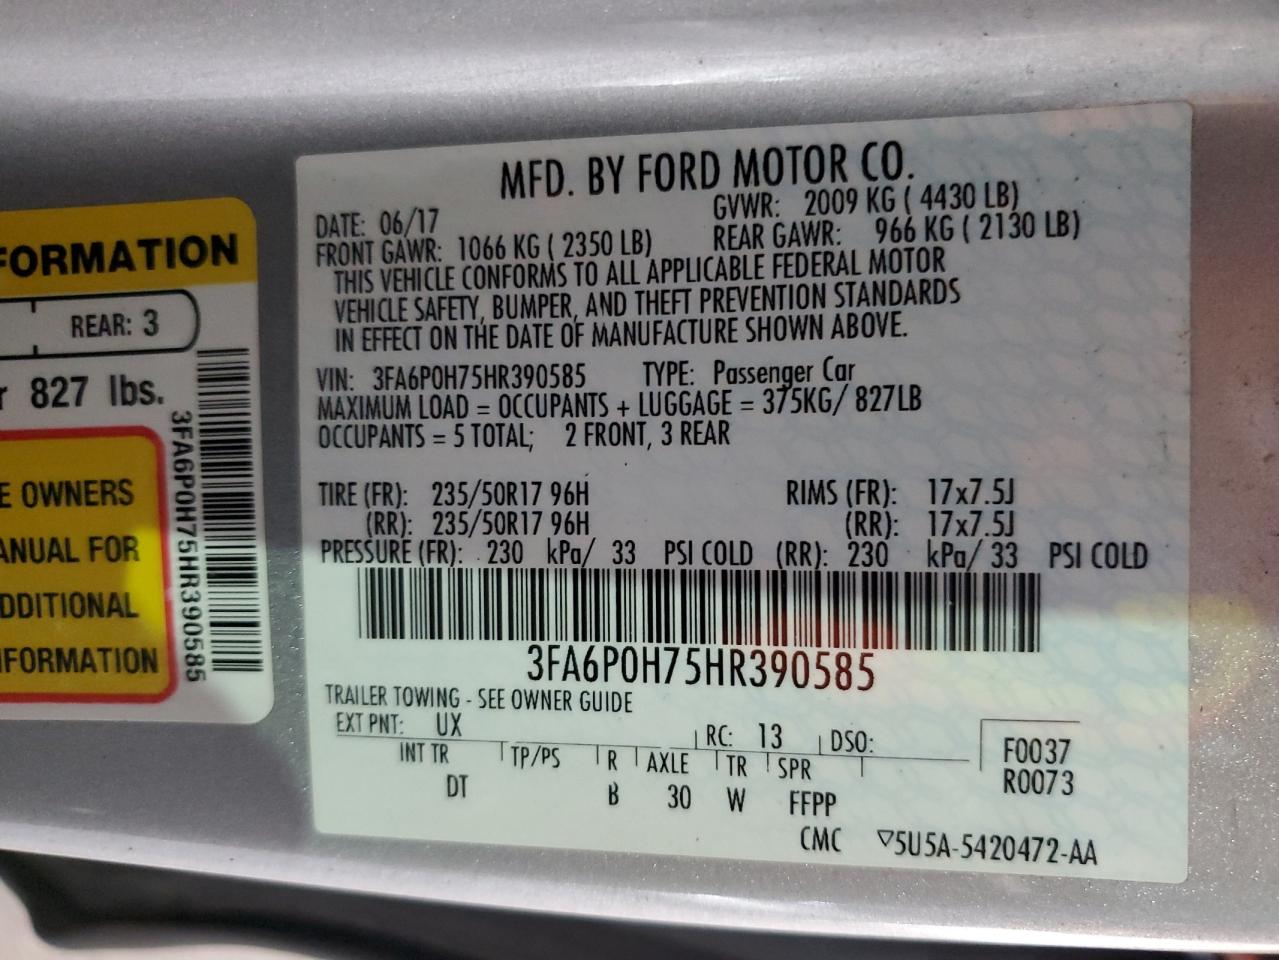 FORMATION
REAR: 3
r 827 lbs.
E OWNERS
ANUAL FOR
DDITIONAL
NFORMATION
3FA6P0H75HR390585
MFD. BY FORD MOTOR CO.
DATE: 06/17 GVWR: 2009 KG ( 4430 LB)
FRONT GAWR: 1066 KG ( 2350 LB) REAR GAWR: 966 KG ( 2130 LB)
THIS VEHICLE CONFORMS TO ALL APPLICABLE FEDERAL MOTOR
VEHICLE SAFETY, BUMPER, AND THEFT PREVENTION STANDARDS
IN EFFECT ON THE DATE OF MANUFACTURE SHOWN ABOVE.
VIN: 3FA6P0H75HR390585 TYPE: Passenger Car
MAXIMUM LOAD = OCCUPANTS + LUGGAGE = 375KG/ 827LB
OCCUPANTS = 5 TOTAL; 2 FRONT, 3 REAR
TIRE (FR): 235/50R17 96H RIMS (FR): 17x7.5J
(RR): 235/50R17 96H (RR): 17x7.5J
PRESSURE (FR): 230 kPa/ 33 PSI COLD (RR): 230 kPa/ 33 PSI COLD
3FA6P0H75HR390585
TRAILER TOWING - SEE OWNER GUIDE
EXT PNT: UX RC: 13 DSO:
INT TR TP/PS R AXLE TR SPR
DT B 30 W FFPP
F0037
R0073
CMC ▽5U5A-5420472-AA